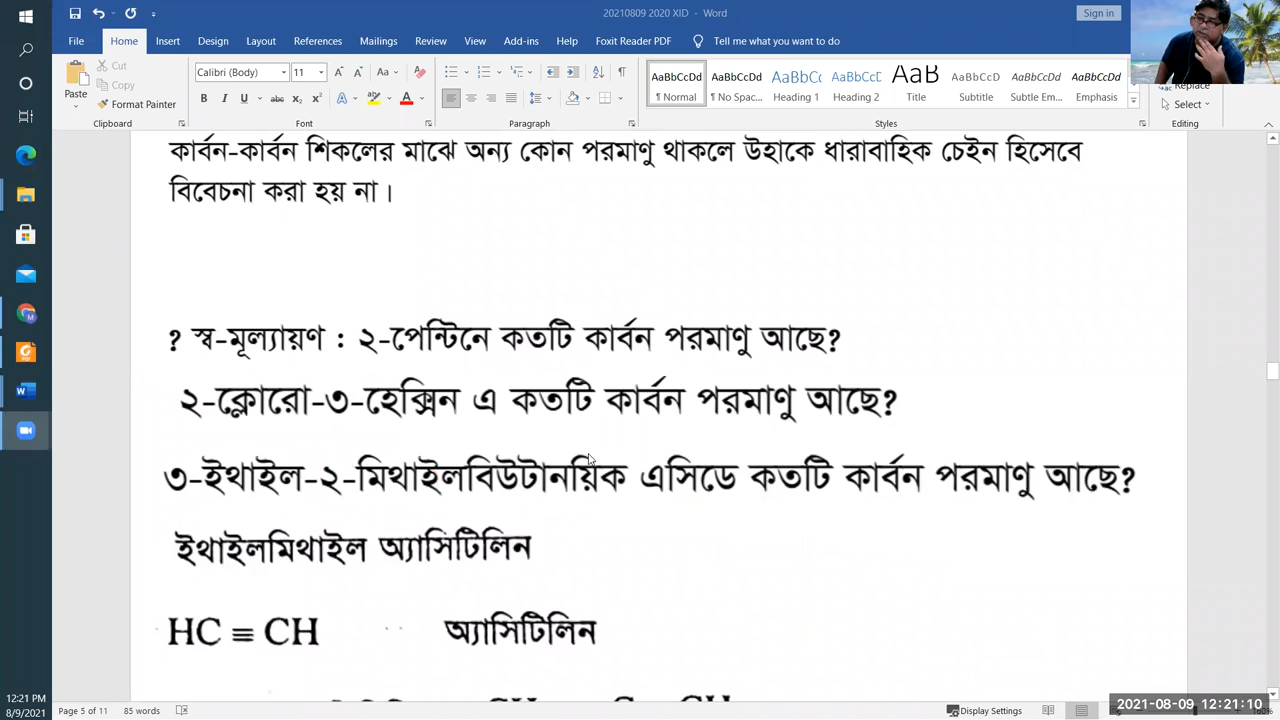 20210809 2020 XID - Word
Sign in
File Home Insert Design Layout References Mailings Review View Add-ins Help Foxit Reader PDF Tell me what you want to do
Cut
Copy
Format Painter
Paste
Calibri (Body) 11
AaBbCcDd AaBbCcDd AaBbC AaBbCcC AaB AaBbCcD AaBbCcD AaBbCcDd
¶ Normal ¶ No Spac... Heading 1 Heading 2 Title Subtitle Subtle Em... Emphasis
Replace
Select
Clipboard Font Paragraph Styles Editing
কার্বন-কার্বন শিকলের মাঝে অন্য কোন পরমাণু থাকলে উহাকে ধারাবাহিক চেইন হিসেবে
বিবেচনা করা হয় না।
? স্ব-মূল্যায়ণ : ২-পেন্টিনে কতটি কার্বন পরমাণু আছে?
২-ক্লোরো-৩-হেক্সিন এ কতটি কার্বন পরমাণু আছে?
৩-ইথাইল-২-মিথাইলবিউটানয়িক এসিডে কতটি কার্বন পরমাণু আছে?
ইথাইলমিথাইল অ্যাসিটিলিন
HC ≡ CH অ্যাসিটিলিন
Page 5 of 11 85 words
Display Settings
12:21 PM
8/9/2021
2021-08-09 12:21:10